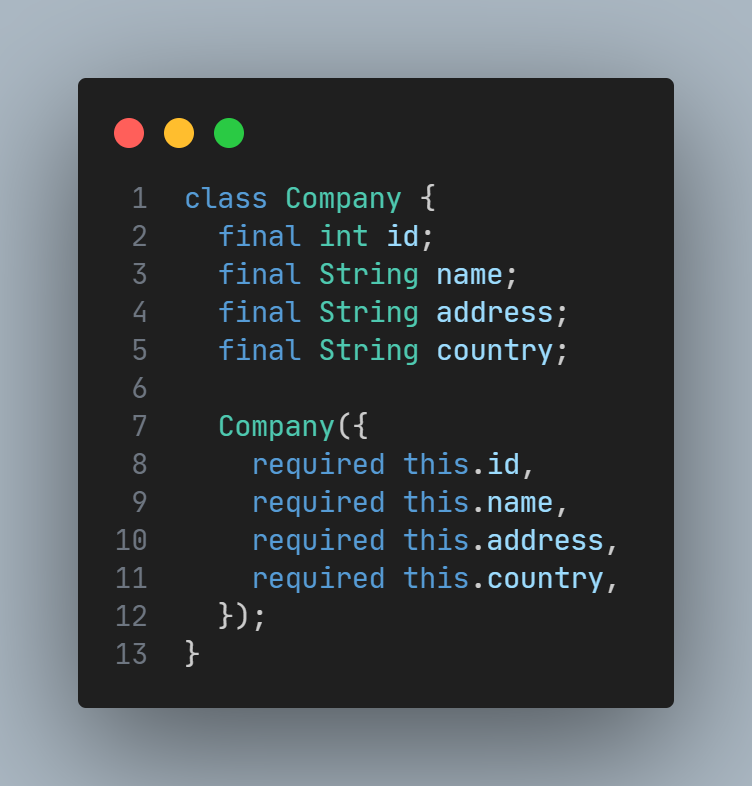 1 class Company {
2   final int id;
3   final String name;
4   final String address;
5   final String country;
6
7   Company({
8     required this.id,
9     required this.name,
10     required this.address,
11     required this.country,
12   });
13 }